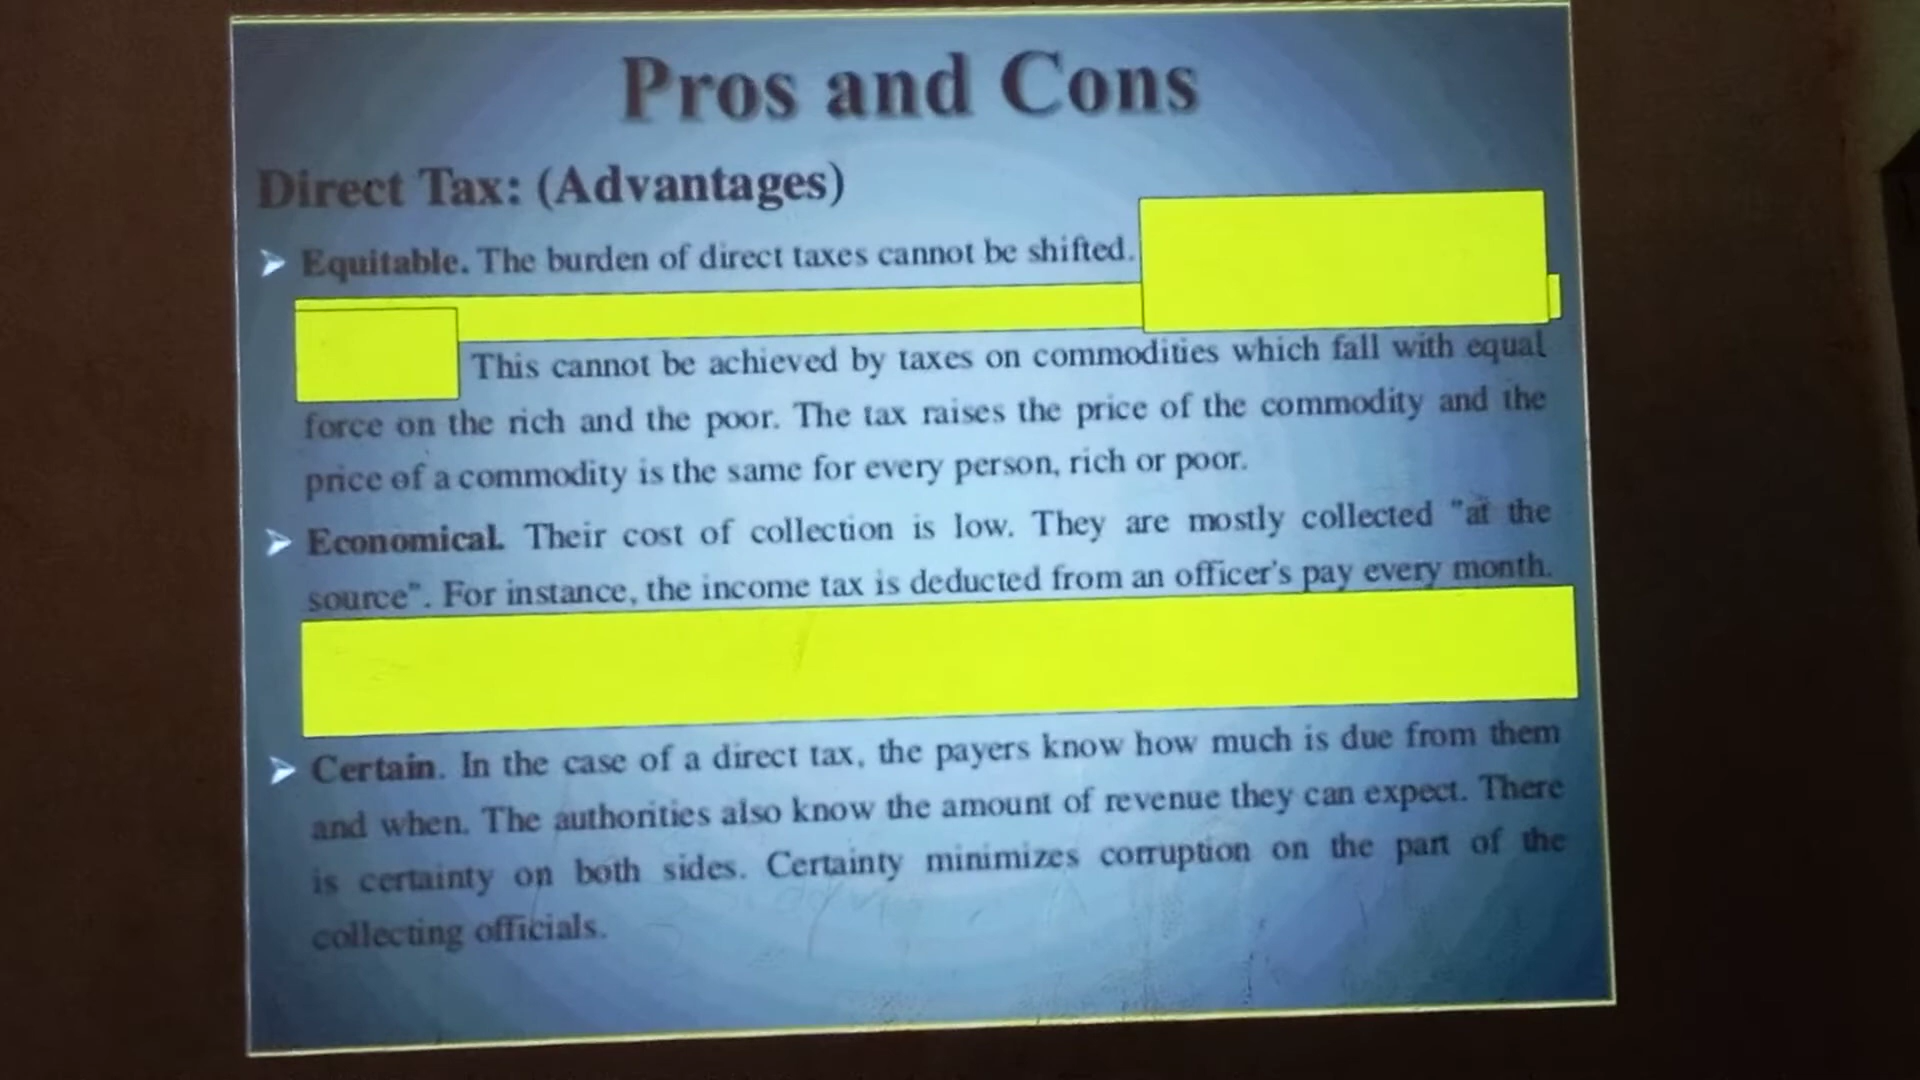 Pros and Cons
Direct Tax: (Advantages)
Equitable. The burden of direct taxes cannot be shifted.
This cannot be achieved by taxes on commodities which fall with equal
force on the rich and the poor. The tax raises the price of the commodity and the
price of a commodity is the same for every person, rich or poor.
Economical. Their cost of collection is low. They are mostly collected "at the
source". For instance, the income tax is deducted from an officer's pay every month.
Certain. In the case of a direct tax, the payers know how much is due from them
and when. The authorities also know the amount of revenue they can expect. There
is certainty on both sides. Certainty minimizes corruption on the part of the
collecting officials.